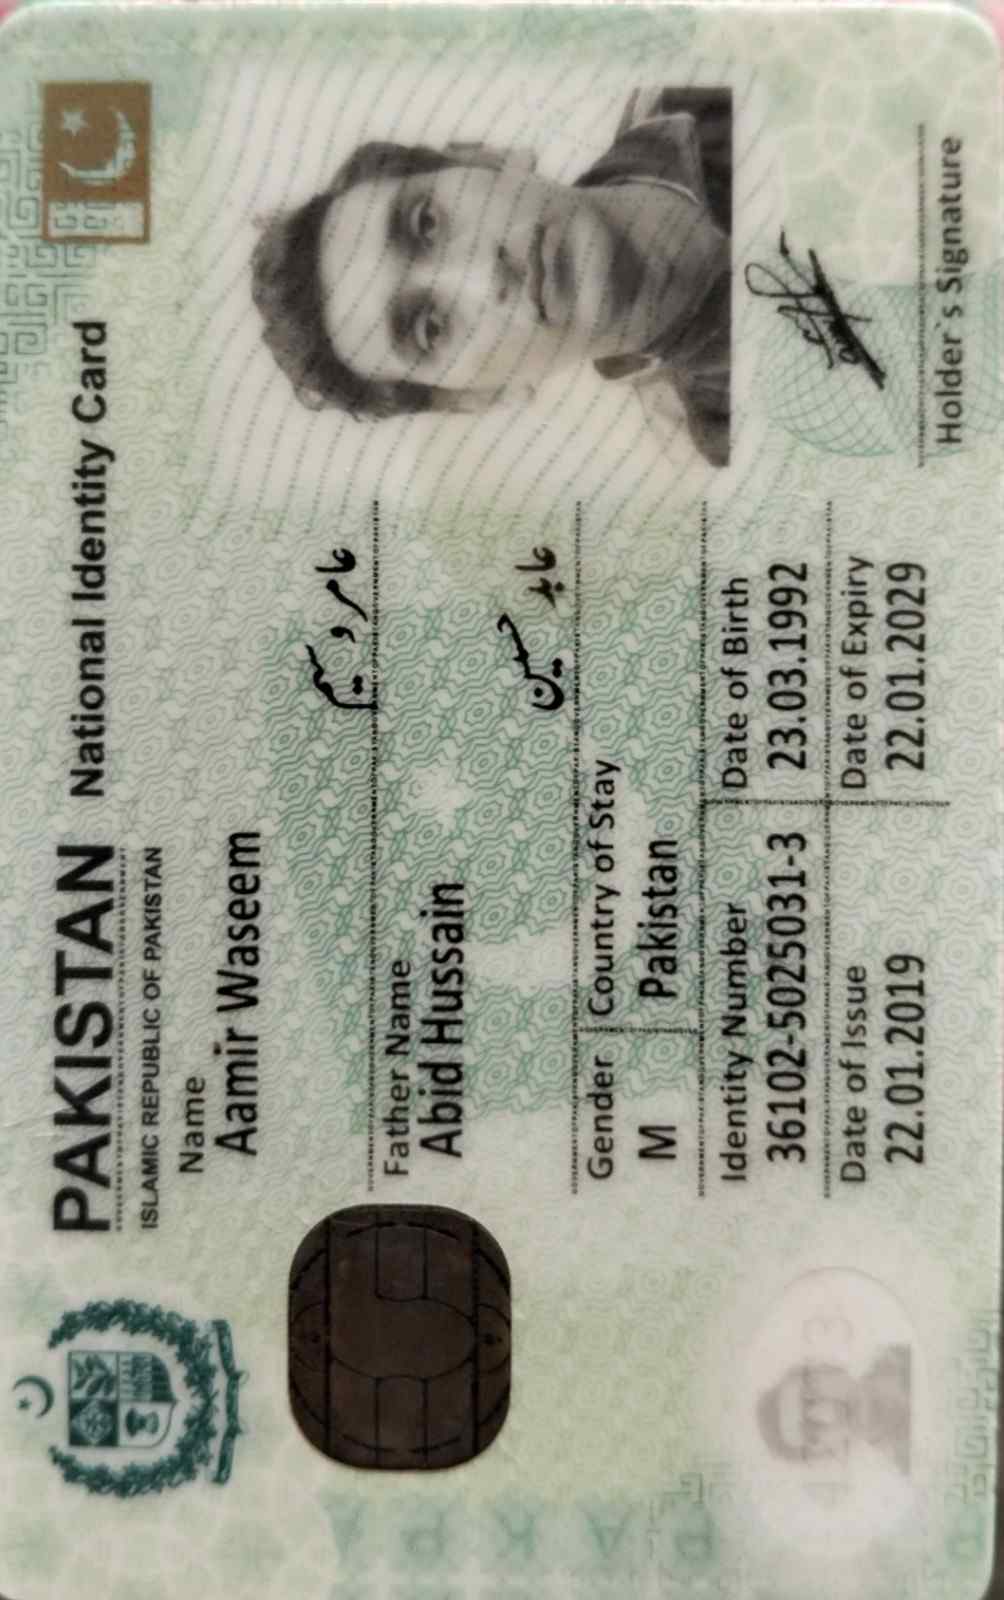 PAKISTAN National Identity Card
ISLAMIC REPUBLIC OF PAKISTAN
Name
Aamir Waseem
عامر وسیم
Father Name
Abid Hussain
عابد حسین
Gender Country of Stay
M Pakistan
Identity Number Date of Birth
36102-5025031-3 23.03.1992
Date of Issue Date of Expiry
22.01.2019 22.01.2029
Holder`s Signature
PAK